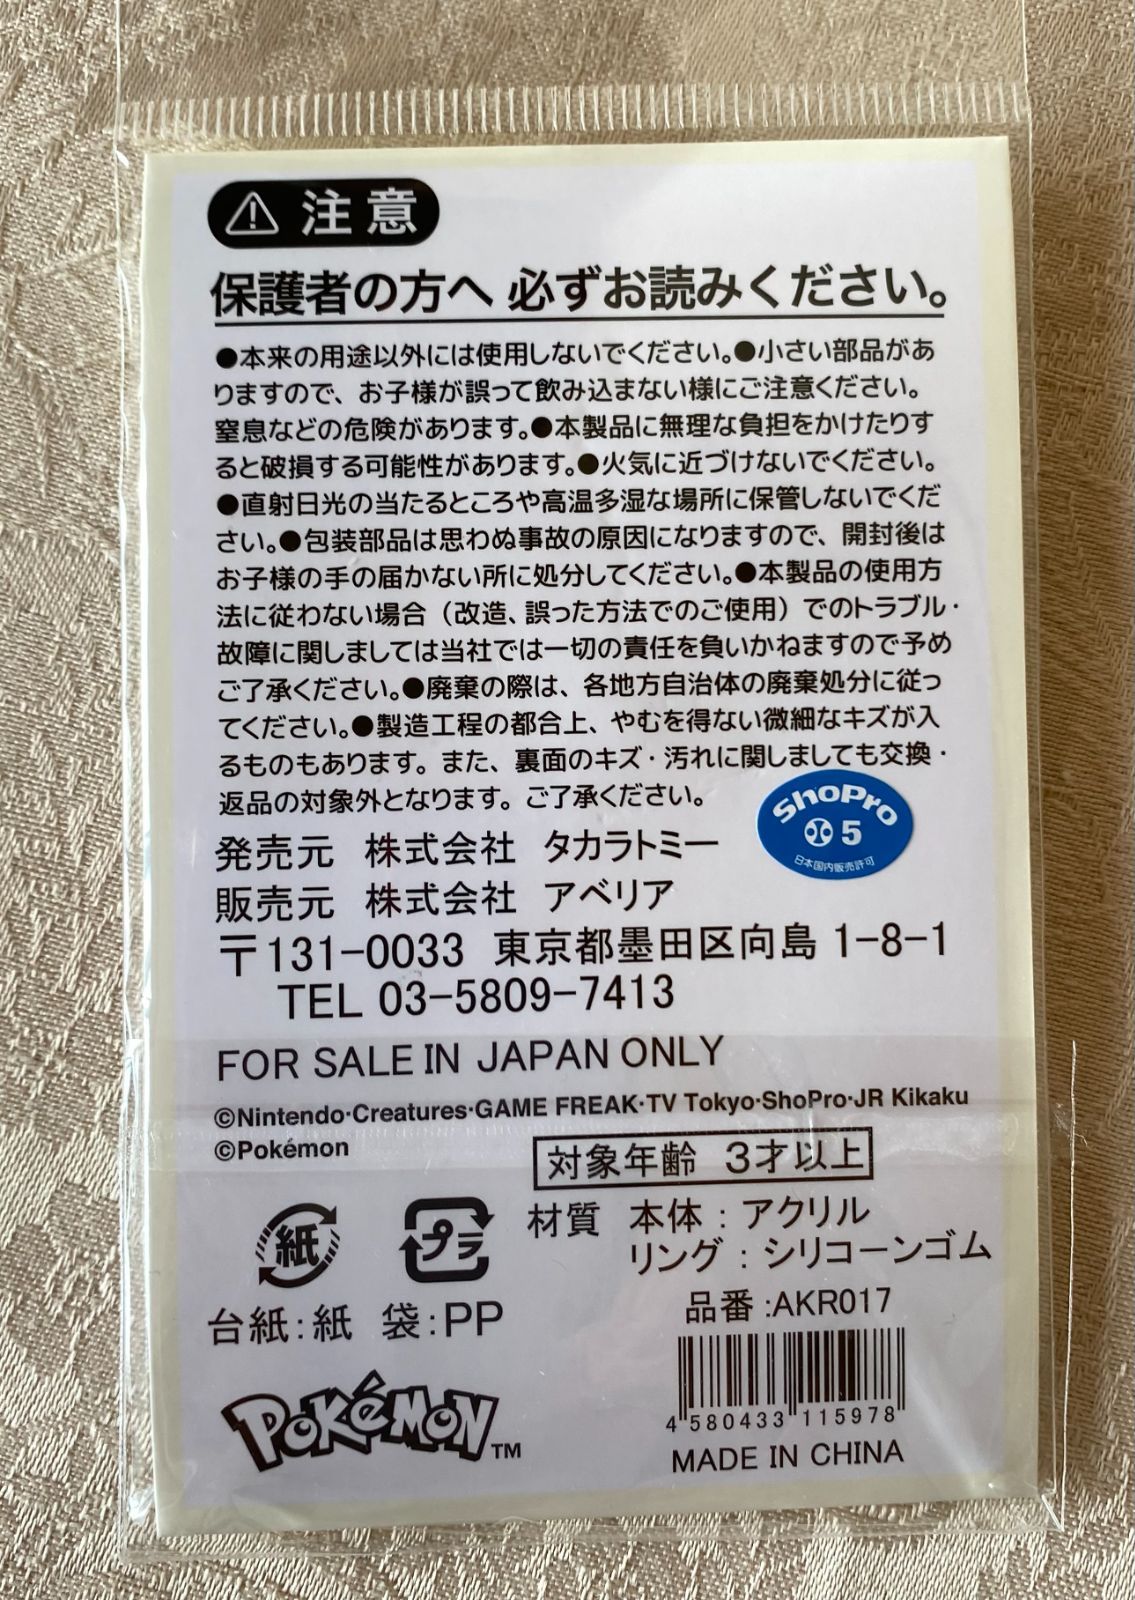 注意
保護者の方へ 必ずお読みください。
●本来の用途以外には使用しないでください。●小さい部品があ
りますので、お子様が誤って飲み込まない様にご注意ください。
窒息などの危険があります。●本製品に無理な負担をかけたりす
ると破損する可能性があります。●火気に近づけないでください。
●直射日光の当たるところや高温多湿な場所に保管しないでくだ
さい。●包装部品は思わぬ事故の原因になりますので、開封後は
お子様の手の届かない所に処分してください。●本製品の使用方
法に従わない場合（改造、誤った方法でのご使用）でのトラブル・
故障に関しましては当社では一切の責任を負いかねますので予め
ご了承ください。●廃棄の際は、各地方自治体の廃棄処分に従っ
てください。●製造工程の都合上、やむを得ない微細なキズが入
るものもあります。また、裏面のキズ・汚れに関しましても交換・
返品の対象外となります。ご了承ください。
ShoPro
5
日本国内販売許可
発売元 株式会社 タカラトミー
販売元 株式会社 アベリア
〒131-0033 東京都墨田区向島 1-8-1
TEL 03-5809-7413
FOR SALE IN JAPAN ONLY
©Nintendo・Creatures・GAME FREAK・TV Tokyo・ShoPro・JR Kikaku
©Pokémon
対象年齢 3才以上
紙
プラ
材質 本体：アクリル
リング：シリコーンゴム
台紙：紙 袋：PP
品番：AKR017
4 580433 115978
POKéMON™
MADE IN CHINA